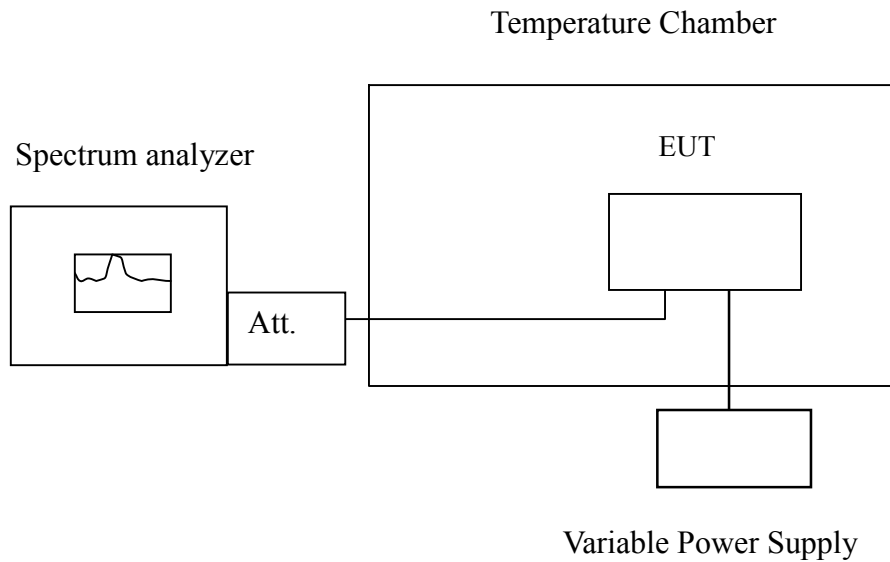 Temperature Chamber
Spectrum analyzer
EUT
Att.
Variable Power Supply